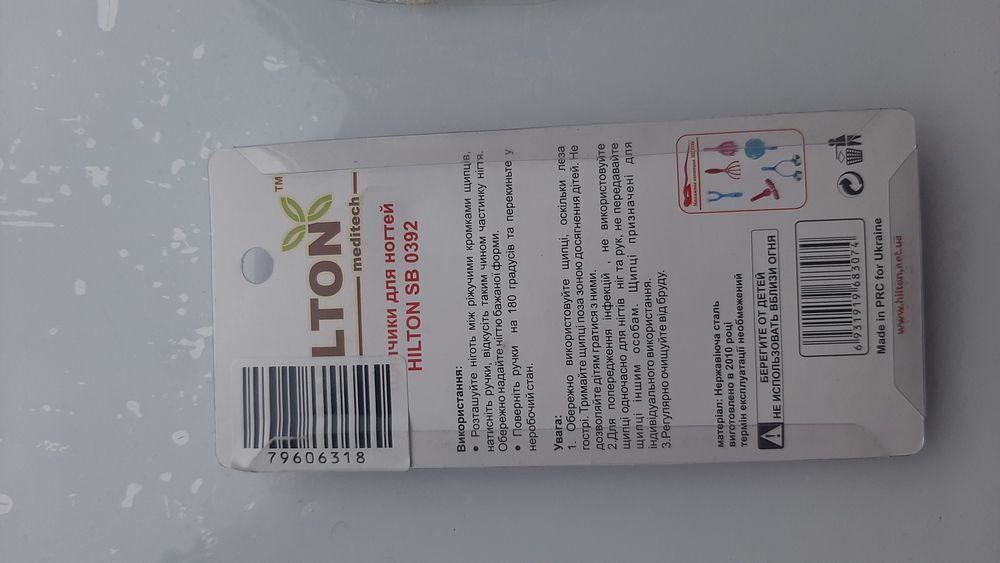 LTON
TM
meditech
чики для ногтей
HILTON SB 0392
79606318
Використання:
• Розташуйте ніготь між ріжучими кромками щипців,
натисніть ручки, відкусіть таким чином частинку нігтя.
Обережно надайте нігтю бажаної форми.
• Поверніть ручки на 180 градусів та перекиньте у
неробочий стан.
Увага:
1. Обережно використовуйте щипці, оскільки леза
гострі. Тримайте щипці поза зоною досягнення дітей. Не
дозволяйте дітям гратися з ними.
2.Для попередження інфекцій , не використовуйте
щипці одночасно для нігтів ніг та рук, не передавайте
щипці іншим особам. Щипці призначені для
індивідуального використання.
3.Регулярно очищуйте від бруду.
матеріал: Нержавіюча сталь
виготовлено в 2010 році
термін експлуатації необмежений
БЕРЕГИТЕ ОТ ДЕТЕЙ
НЕ ИСПОЛЬЗОВАТЬ ВБЛИЗИ ОГНЯ
6 931919 683074
Made in PRC for Ukraine
www.hilton.net.ua